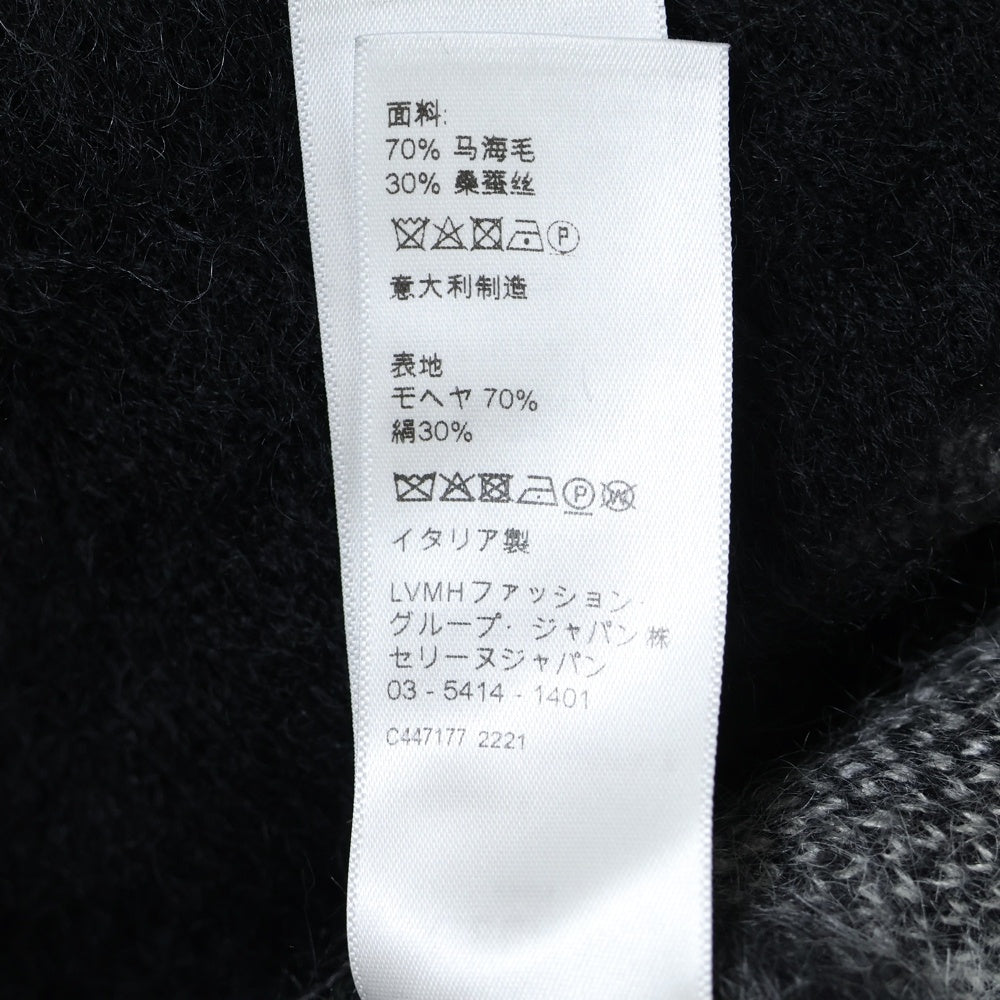 面料:
70% 马海毛
30% 桑蚕丝
P
意大利制造
表地
モヘヤ 70%
絹30%
P W
イタリア製
LVMHファッション・
グループ・ジャパン株
セリーヌジャパン
03 - 5414 - 1401
C447177 2221